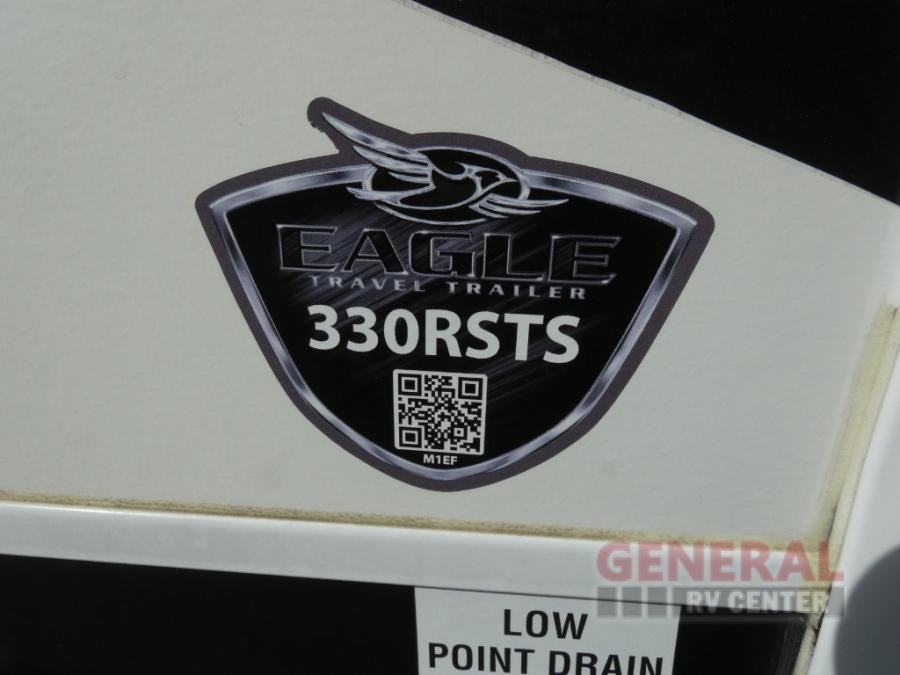 EAGLE
TRAVEL TRAILER
330RSTS
M1EF
GENERAL
RV CENTER
LOW
POINT DRAIN